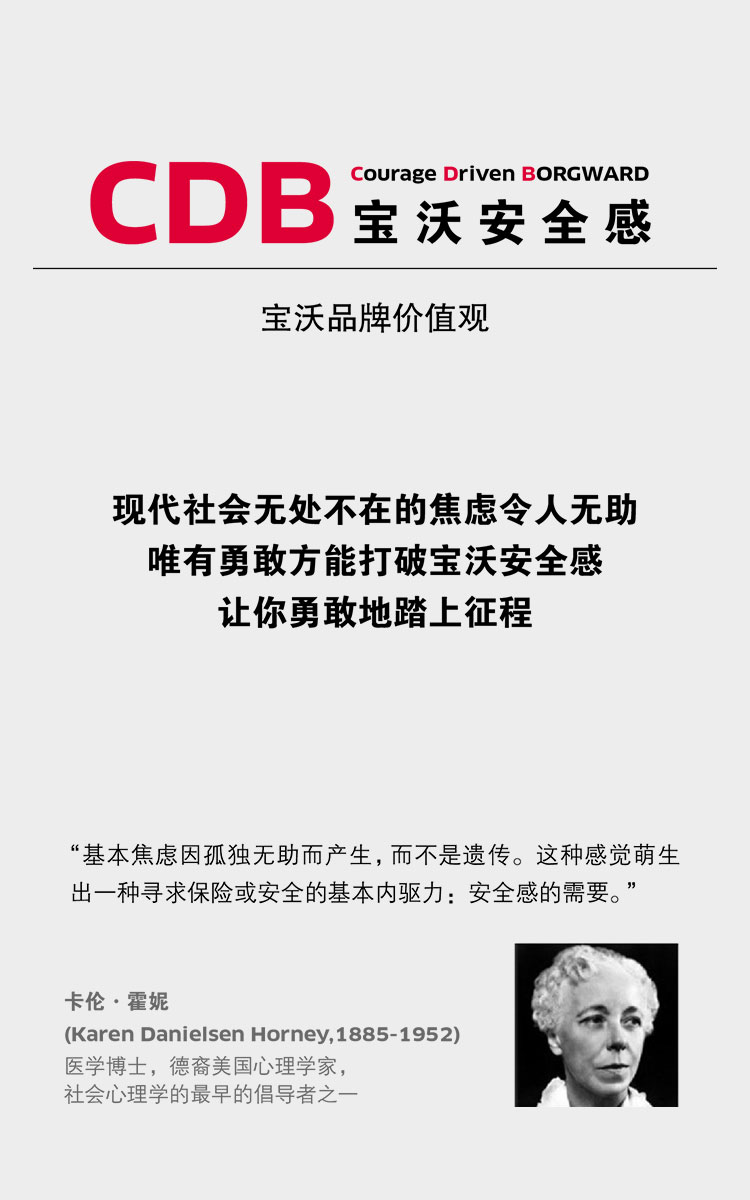 CDB
Courage Driven BORGWARD
宝沃安全感
宝沃品牌价值观
现代社会无处不在的焦虑令人无助
唯有勇敢方能打破宝沃安全感
让你勇敢地踏上征程
“基本焦虑因孤独无助而产生，而不是遗传。这种感觉萌生
出一种寻求保险或安全的基本内驱力：安全感的需要。”
卡伦·霍妮
(Karen Danielsen Horney,1885-1952)
医学博士，德裔美国心理学家，
社会心理学的最早的倡导者之一